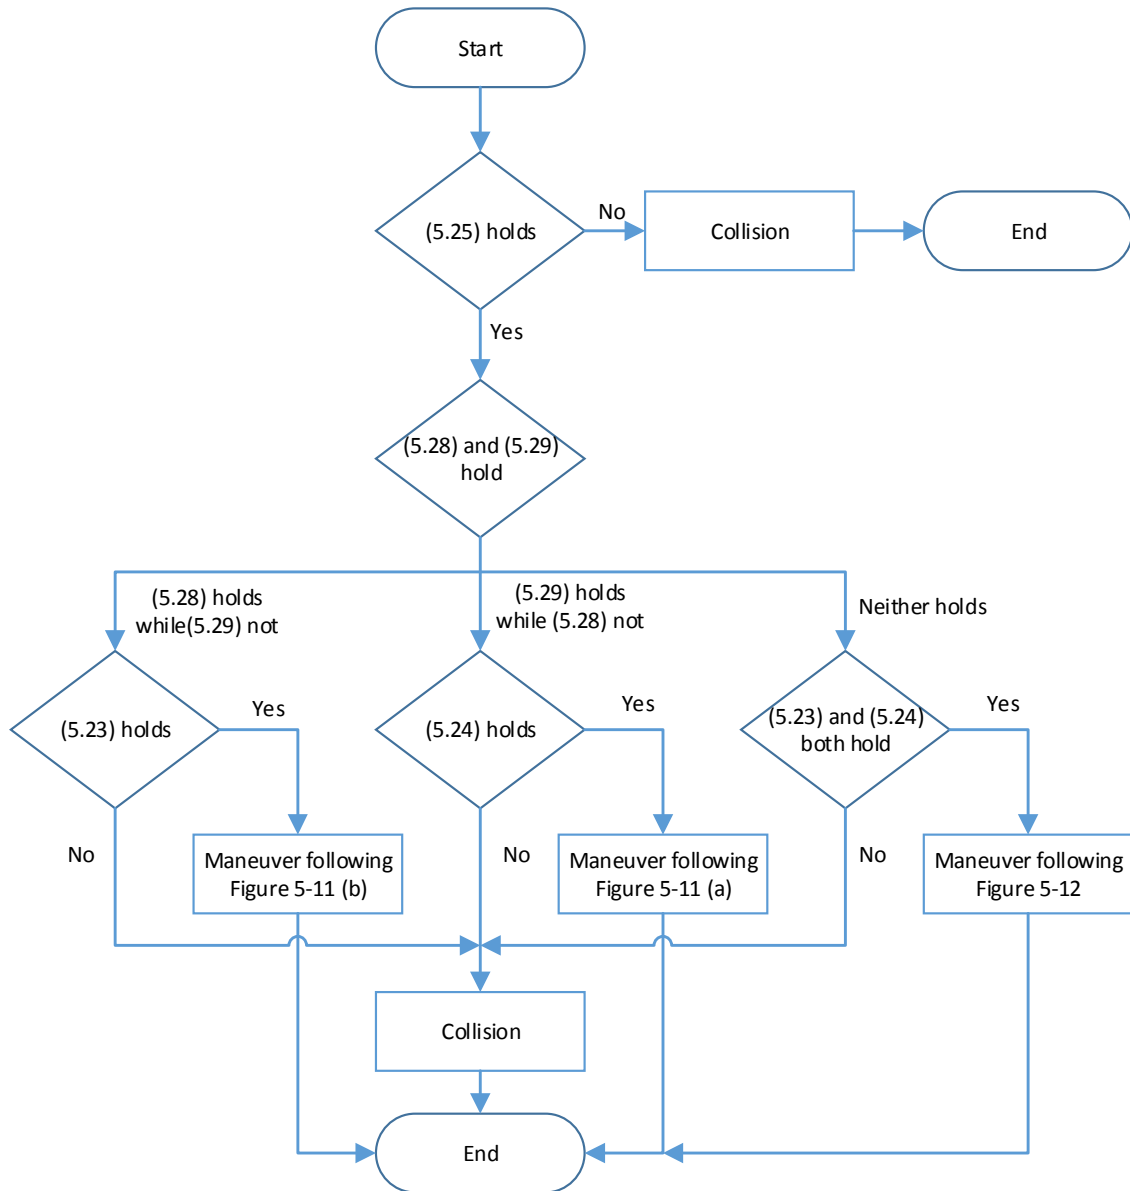 Start
(5.25) holds
No
Collision
End
Yes
(5.28) and (5.29)
hold
(5.28) holds
while(5.29) not
(5.29) holds
while (5.28) not
Neither holds
(5.23) holds
Yes
(5.24) holds
Yes
(5.23) and (5.24)
both hold
Yes
No
Maneuver following
Figure 5-11 (b)
No
Maneuver following
Figure 5-11 (a)
No
Maneuver following
Figure 5-12
Collision
End